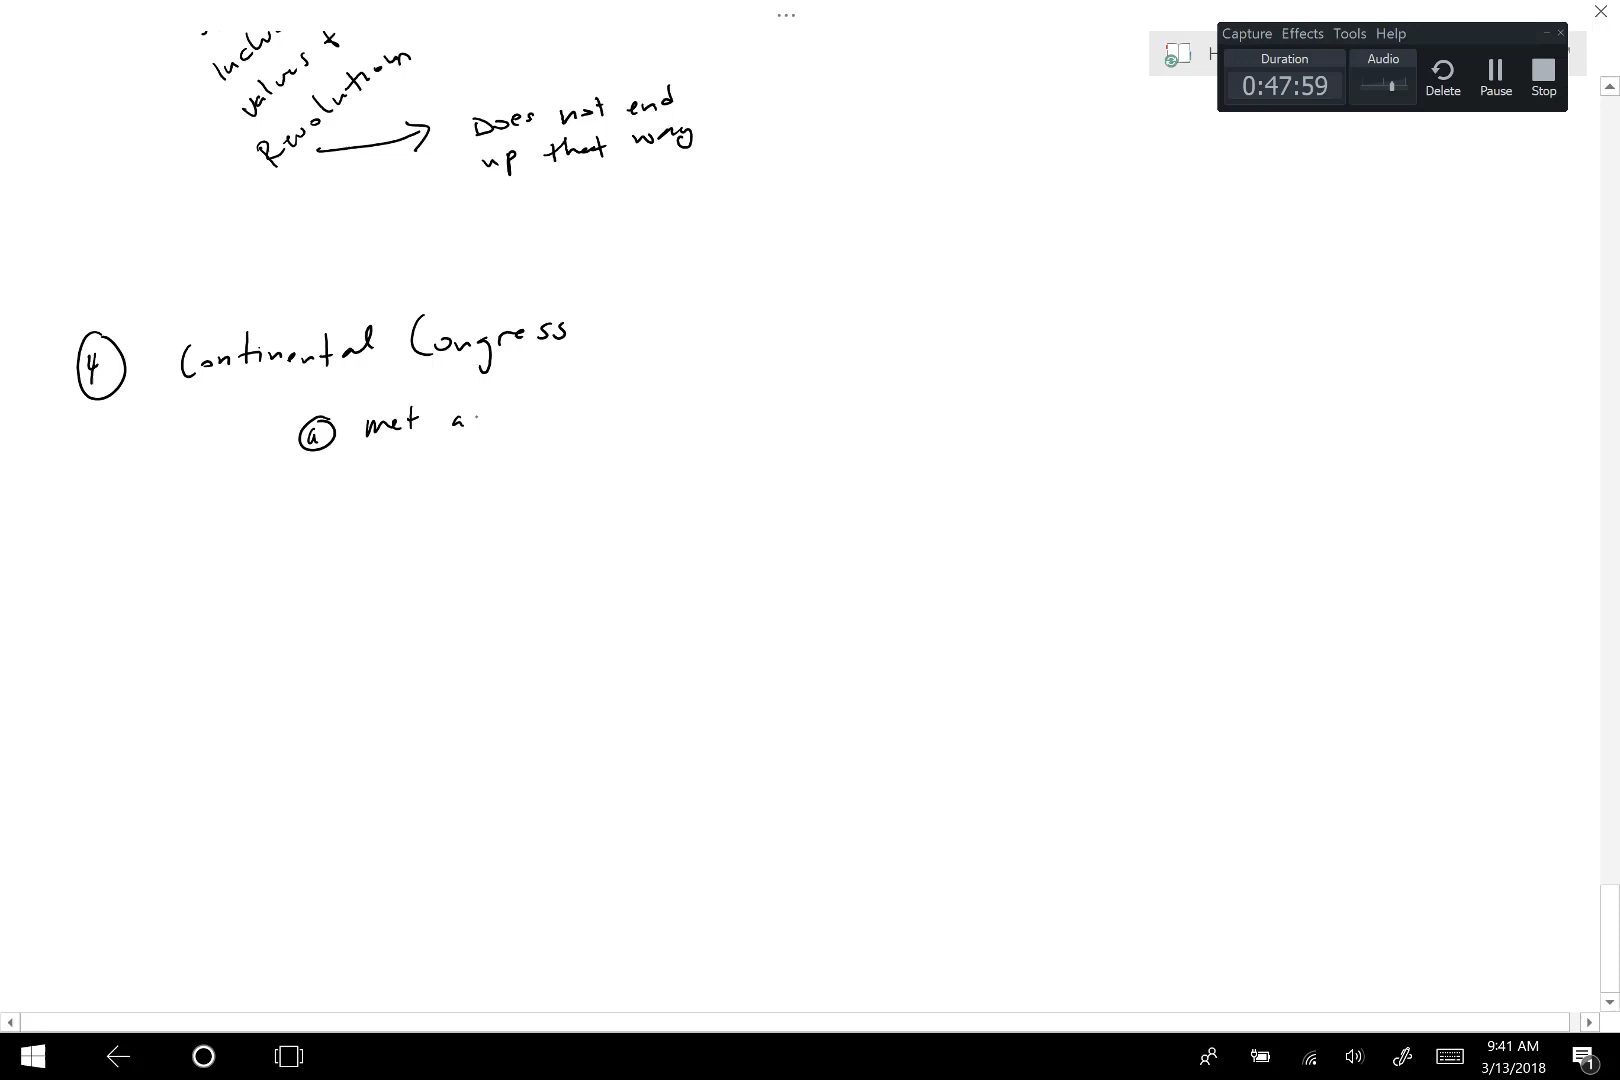 ...
Capture Effects Tools Help
Duration
Audio
0:47:59
Delete Pause Stop
H
values +
Revolution
Does not end
up that way
4 Continental Congress
a met a
9:41 AM
3/13/2018
1